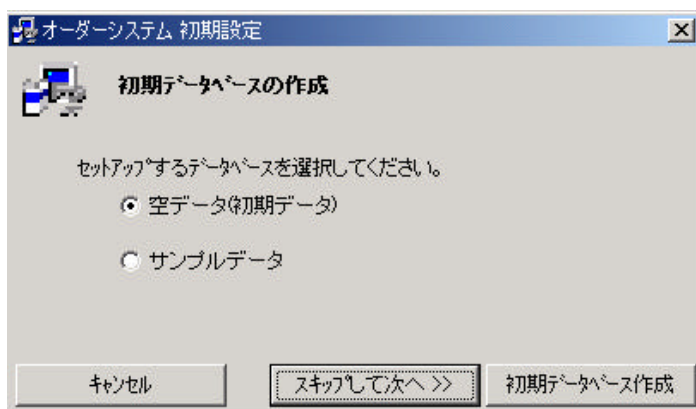 オーダーシステム 初期設定
初期ﾃﾞｰﾀﾍﾞｰｽの作成
ｾｯﾄｱｯﾌﾟするﾃﾞｰﾀﾍﾞｰｽを選択してください。
空データ(初期データ)
サンプルデータ
ｷｬﾝｾﾙ
ｽｷｯﾌﾟして次へ >>
初期ﾃﾞｰﾀﾍﾞｰｽ作成